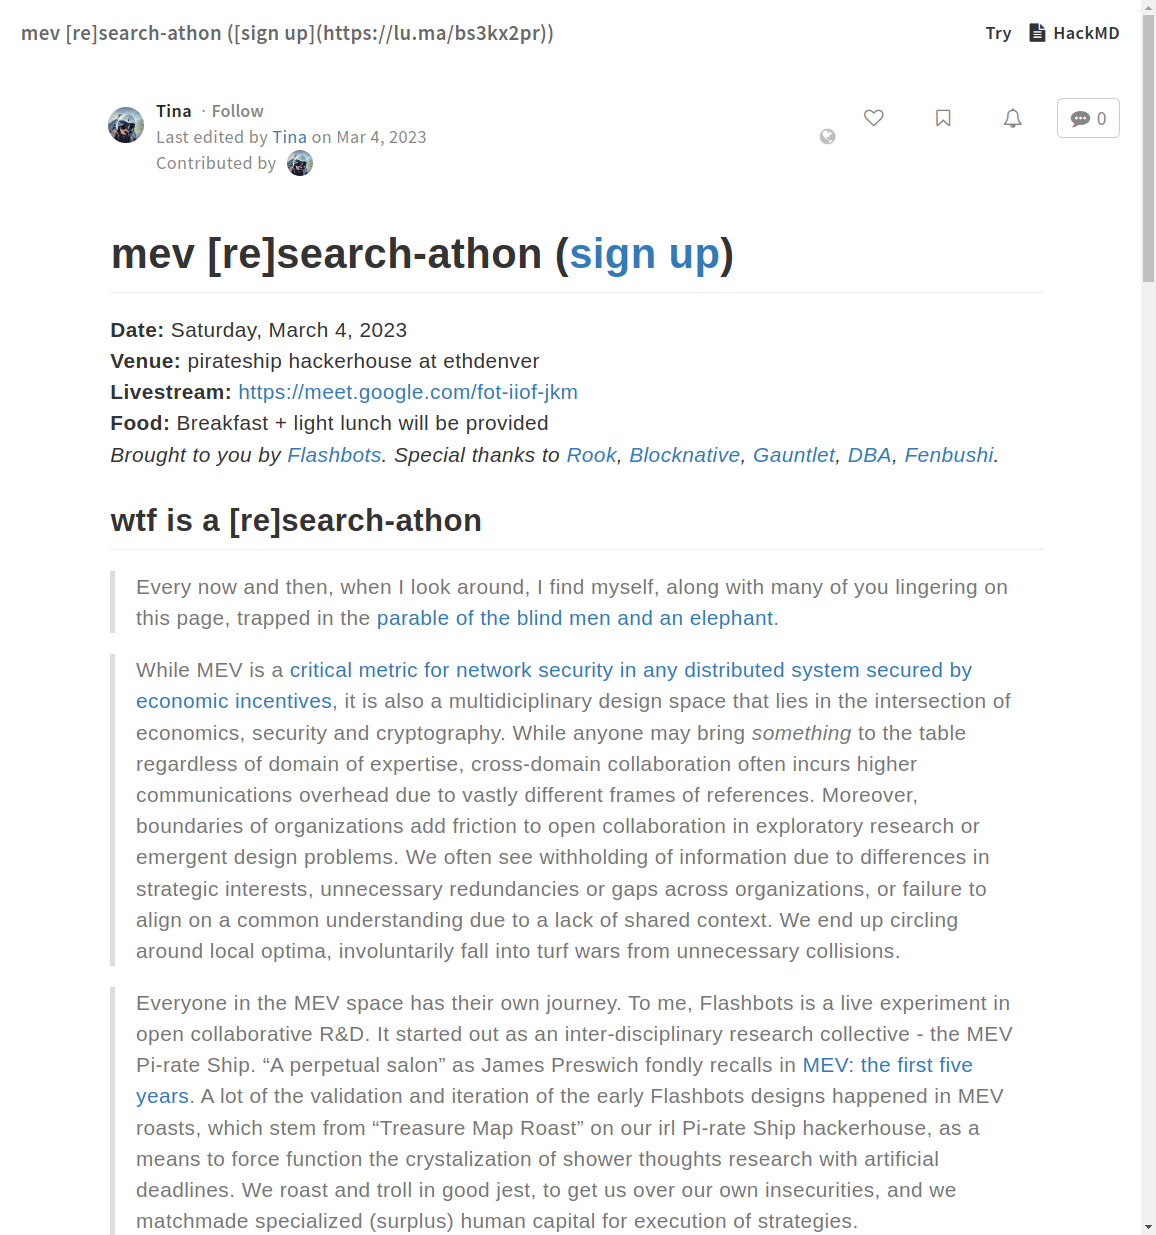 mev [re]search-athon ([sign up](https://lu.ma/bs3kx2pr))
Try HackMD
Tina · Follow
Last edited by Tina on Mar 4, 2023
Contributed by
0
mev [re]search-athon (sign up)
Date: Saturday, March 4, 2023
Venue: pirateship hackerhouse at ethdenver
Livestream: https://meet.google.com/fot-iiof-jkm
Food: Breakfast + light lunch will be provided
Brought to you by Flashbots. Special thanks to Rook, Blocknative, Gauntlet, DBA, Fenbushi.
wtf is a [re]search-athon
Every now and then, when I look around, I find myself, along with many of you lingering on
this page, trapped in the parable of the blind men and an elephant.
While MEV is a critical metric for network security in any distributed system secured by
economic incentives, it is also a multidiciplinary design space that lies in the intersection of
economics, security and cryptography. While anyone may bring something to the table
regardless of domain of expertise, cross-domain collaboration often incurs higher
communications overhead due to vastly different frames of references. Moreover,
boundaries of organizations add friction to open collaboration in exploratory research or
emergent design problems. We often see withholding of information due to differences in
strategic interests, unnecessary redundancies or gaps across organizations, or failure to
align on a common understanding due to a lack of shared context. We end up circling
around local optima, involuntarily fall into turf wars from unnecessary collisions.
Everyone in the MEV space has their own journey. To me, Flashbots is a live experiment in
open collaborative R&D. It started out as an inter-disciplinary research collective - the MEV
Pi-rate Ship. “A perpetual salon” as James Preswich fondly recalls in MEV: the first five
years. A lot of the validation and iteration of the early Flashbots designs happened in MEV
roasts, which stem from “Treasure Map Roast” on our irl Pi-rate Ship hackerhouse, as a
means to force function the crystalization of shower thoughts research with artificial
deadlines. We roast and troll in good jest, to get us over our own insecurities, and we
matchmade specialized (surplus) human capital for execution of strategies.